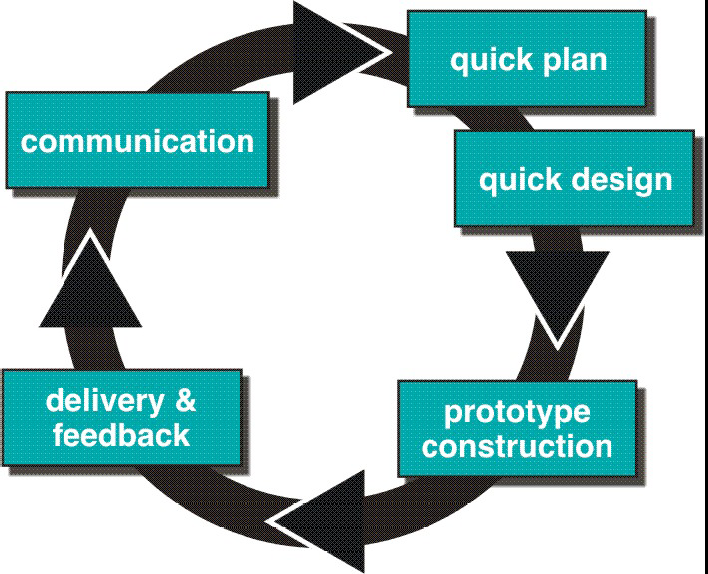 quick plan
communication
quick design
delivery &
feedback
prototype
construction